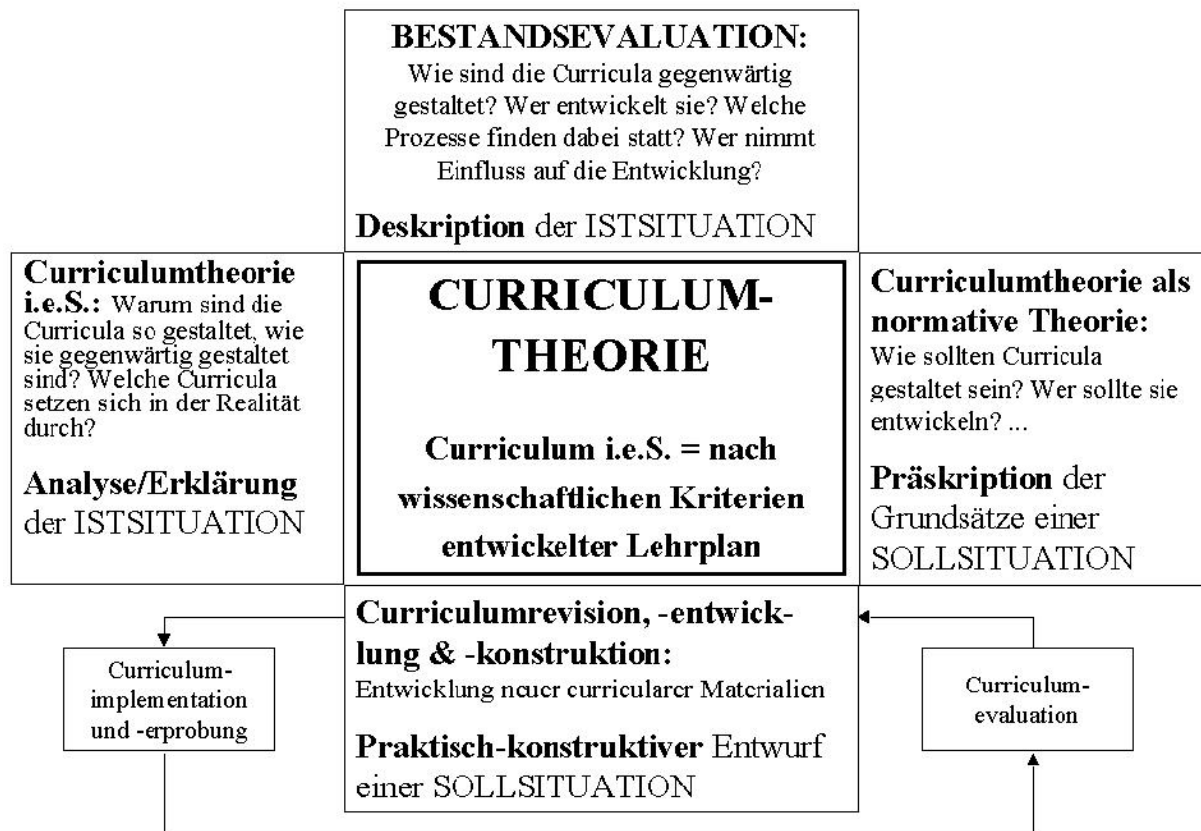 BESTANDSEVALUATION:
Wie sind die Curricula gegenwärtig
gestaltet? Wer entwickelt sie? Welche
Prozesse finden dabei statt? Wer nimmt
Einfluss auf die Entwicklung?
Deskription der ISTSITUATION
Curriculumtheorie
i.e.S.: Warum sind die
Curricula so gestaltet, wie
sie gegenwärtig gestaltet
sind? Welche Curricula
setzen sich in der Realität
durch?
Analyse/Erklärung
der ISTSITUATION
CURRICULUM-
THEORIE
Curriculum i.e.S. = nach
wissenschaftlichen Kriterien
entwickelter Lehrplan
Curriculumtheorie als
normative Theorie:
Wie sollten Curricula
gestaltet sein? Wer sollte sie
entwickeln? ...
Präskription der
Grundsätze einer
SOLLSITUATION
Curriculum-
implementation
und -erprobung
Curriculumrevision, -entwick-
lung & -konstruktion:
Entwicklung neuer curricularer Materialien
Praktisch-konstruktiver Entwurf
einer SOLLSITUATION
Curriculum-
evaluation